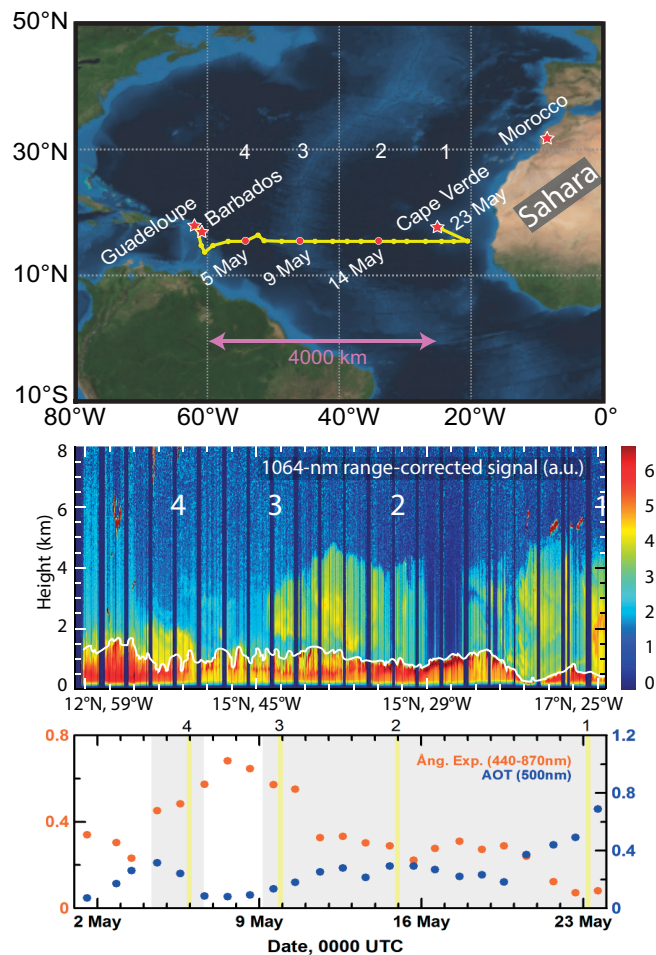 50°N
4 3 2 1
30°N
Morocco
Sahara
Guadeloupe
Barbados
Cape Verde
23 May
5 May
9 May
14 May
10°N
4000 km
10°S
80°W 60°W 40°W 20°W 0°
8
1064-nm range-corrected signal (a.u.)
6
4 3 2 1
4
Height (km)
2
0
6
5
4
3
2
1
0
12°N, 59°W 15°N, 45°W 15°N, 29°W 17°N, 25°W
4 3 2 1
0.8 1.2
Ång. Exp. (440-870nm)
AOT (500nm)
0.8
0.4 0.4
0 0
2 May 9 May 16 May 23 May
Date, 0000 UTC